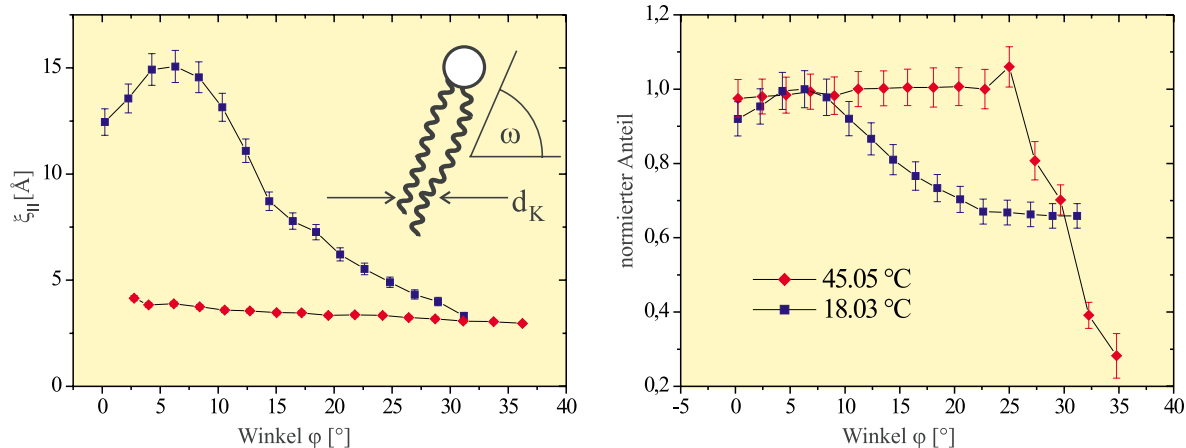 15
10
5
0
ξ|| [Å]
0 5 10 15 20 25 30 35 40
Winkel φ [°]
ω
d_K
1,2
1,0
0,8
0,6
0,4
0,2
normierter Anteil
45.05 °C
18.03 °C
-5 0 5 10 15 20 25 30 35 40
Winkel φ [°]